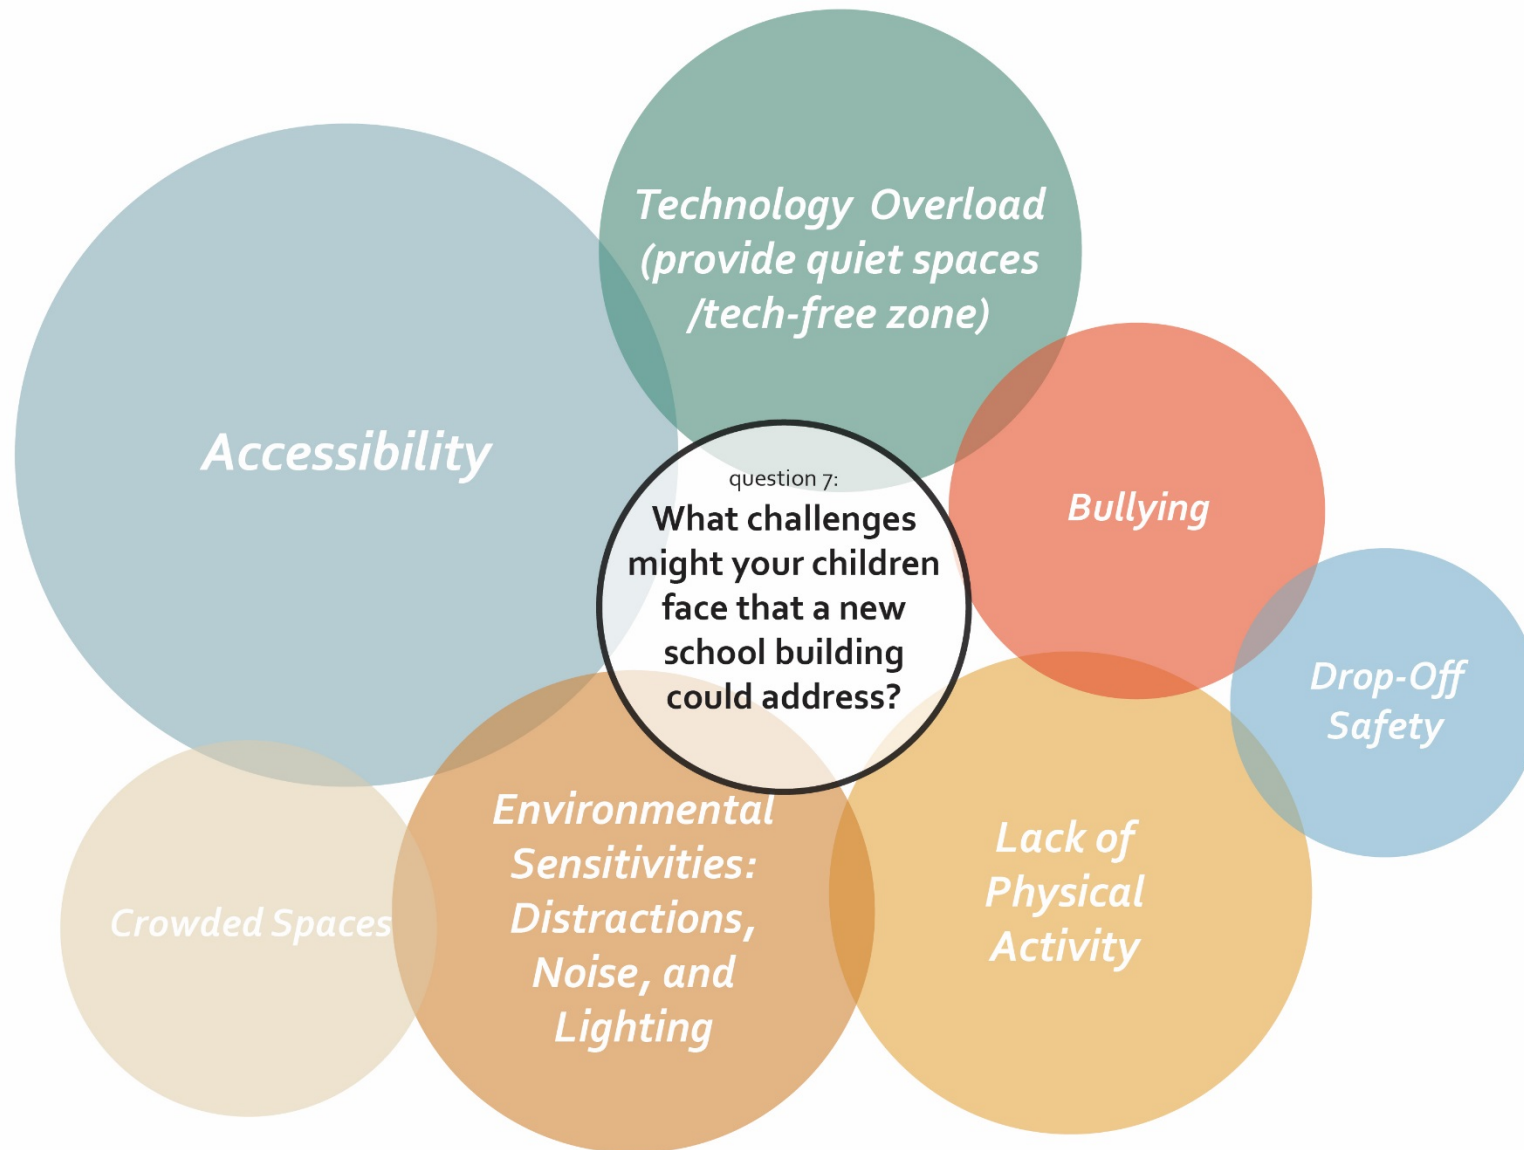 Technology  Overload
(provide quiet spaces
/tech-free zone)
Accessibility
question 7:
What challenges
might your children
face that a new
school building
could address?
Bullying
Drop-Off
Safety
Environmental
Sensitivities:
Distractions,
Noise, and
Lighting
Lack of
Physical
Activity
Crowded Spaces